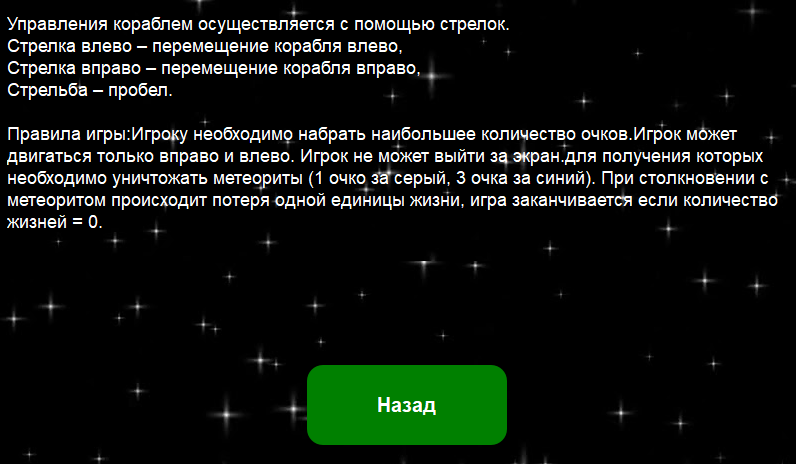 Управления кораблем осуществляется с помощью стрелок.
Стрелка влево – перемещение корабля влево,
Стрелка вправо – перемещение корабля вправо,
Стрельба – пробел.
Правила игры:Игроку необходимо набрать наибольшее количество очков.Игрок может
двигаться только вправо и влево. Игрок не может выйти за экран.для получения которых
необходимо уничтожать метеориты (1 очко за серый, 3 очка за синий). При столкновении с
метеоритом происходит потеря одной единицы жизни, игра заканчивается если количество
жизней = 0.
Назад